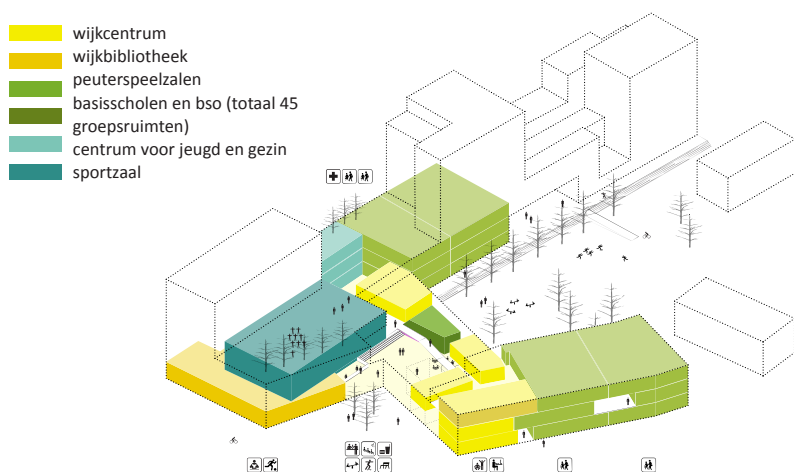 wijkcentrum
wijkbibliotheek
peuterspeelzalen
basisscholen en bso (totaal 45
groepsruimten)
centrum voor jeugd en gezin
sportzaal